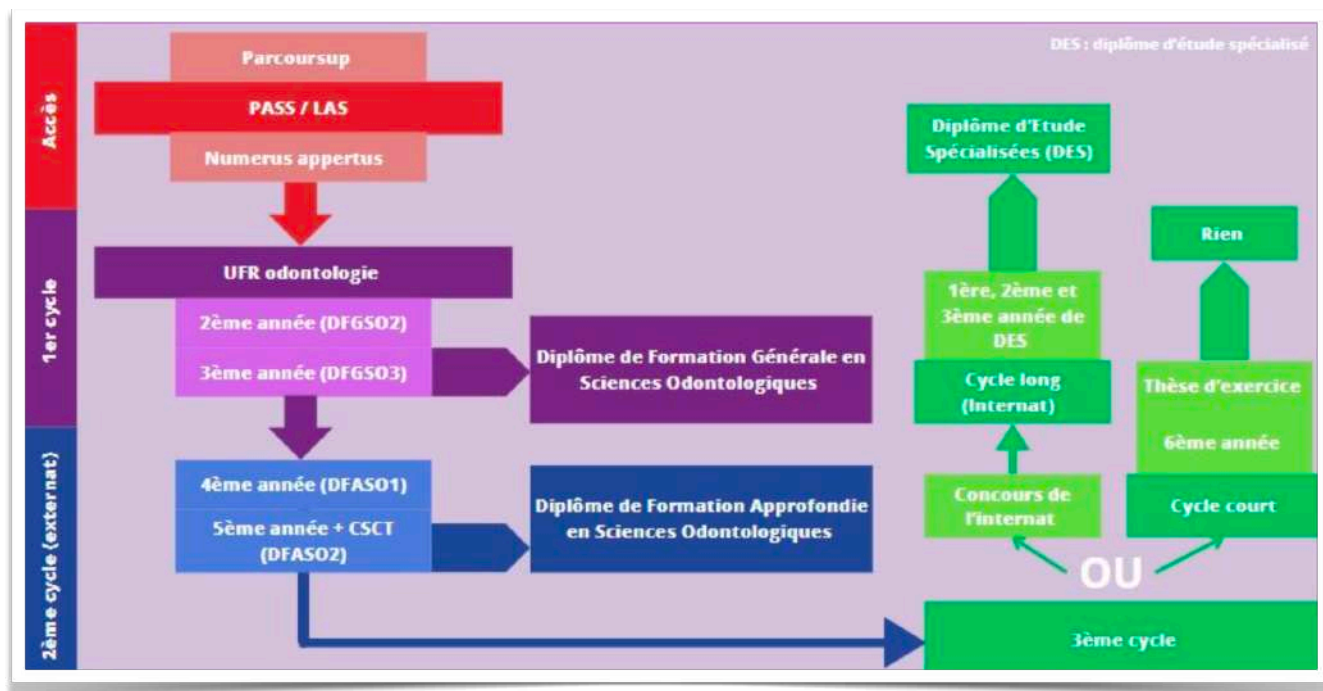 DES : diplôme d'étude spécialisé
Accès
Parcoursup
PASS / LAS
Numerus appertus
1er cycle
UFR odontologie
2ème année (DFGSO2)
3ème année (DFGSO3)
Diplôme de Formation Générale en
Sciences Odontologiques
2ème cycle (externat)
4ème année (DFASO1)
5ème année + CSCT
(DFASO2)
Diplôme de Formation Approfondie
en Sciences Odontologiques
Diplôme d'Etude
Spécialisées (DES)
1ère, 2ème et
3ème année de
DES
Cycle long
(Internat)
Concours de
l'internat
Rien
Thèse d'exercice
6ème année
Cycle court
OU
3ème cycle